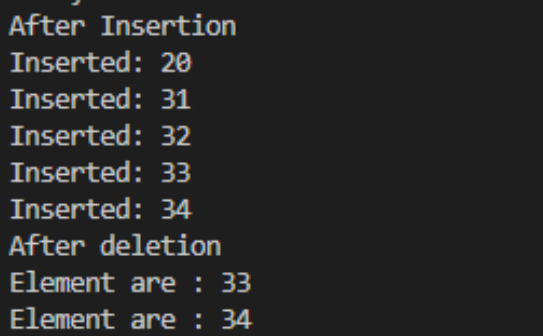 After Insertion
Inserted: 20
Inserted: 31
Inserted: 32
Inserted: 33
Inserted: 34
After deletion
Element are : 33
Element are : 34